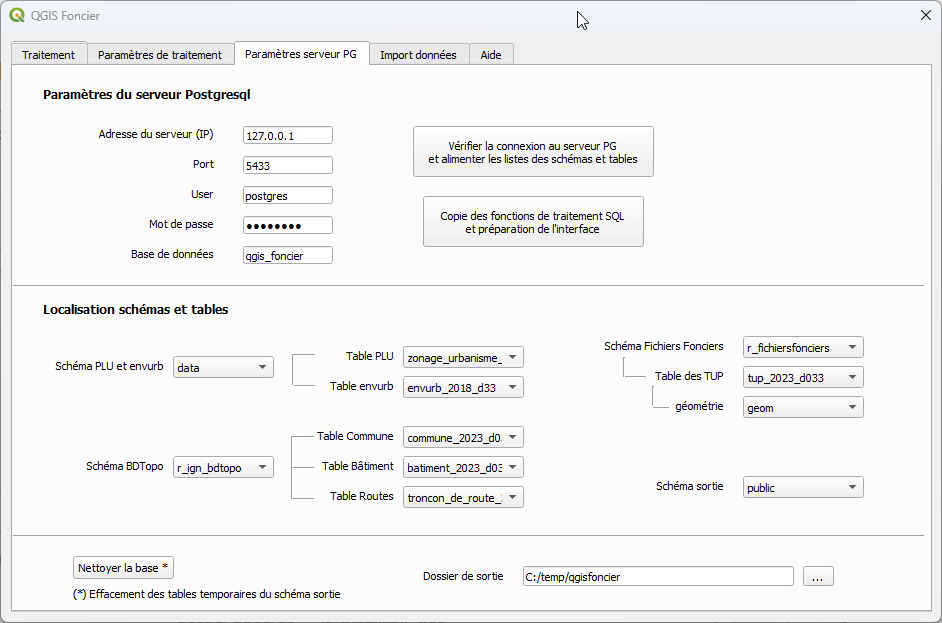 QGIS Foncier
Traitement
Paramètres de traitement
Paramètres serveur PG
Import données
Aide
Paramètres du serveur Postgresql
Adresse du serveur (IP)
127.0.0.1
Port
5433
User
postgres
Mot de passe
Base de données
qgis_foncier
Vérifier la connexion au serveur PG
et alimenter les listes des schémas et tables
Copie des fonctions de traitement SQL
et préparation de l'interface
Localisation schémas et tables
Schéma PLU et envurb
data
Table PLU
zonage_urbanisme_
Table envurb
envurb_2018_d33
Schéma BDTopo
r_ign_bdtopo
Table Commune
commune_2023_d0
Table Bâtiment
batiment_2023_d03
Table Routes
troncon_de_route_
Schéma Fichiers Fonciers
r_fichiersfonciers
Table des TUP
tup_2023_d033
géométrie
geom
Schéma sortie
public
Nettoyer la base *
(*) Effacement des tables temporaires du schéma sortie
Dossier de sortie
C:/temp/qgisfoncier
...